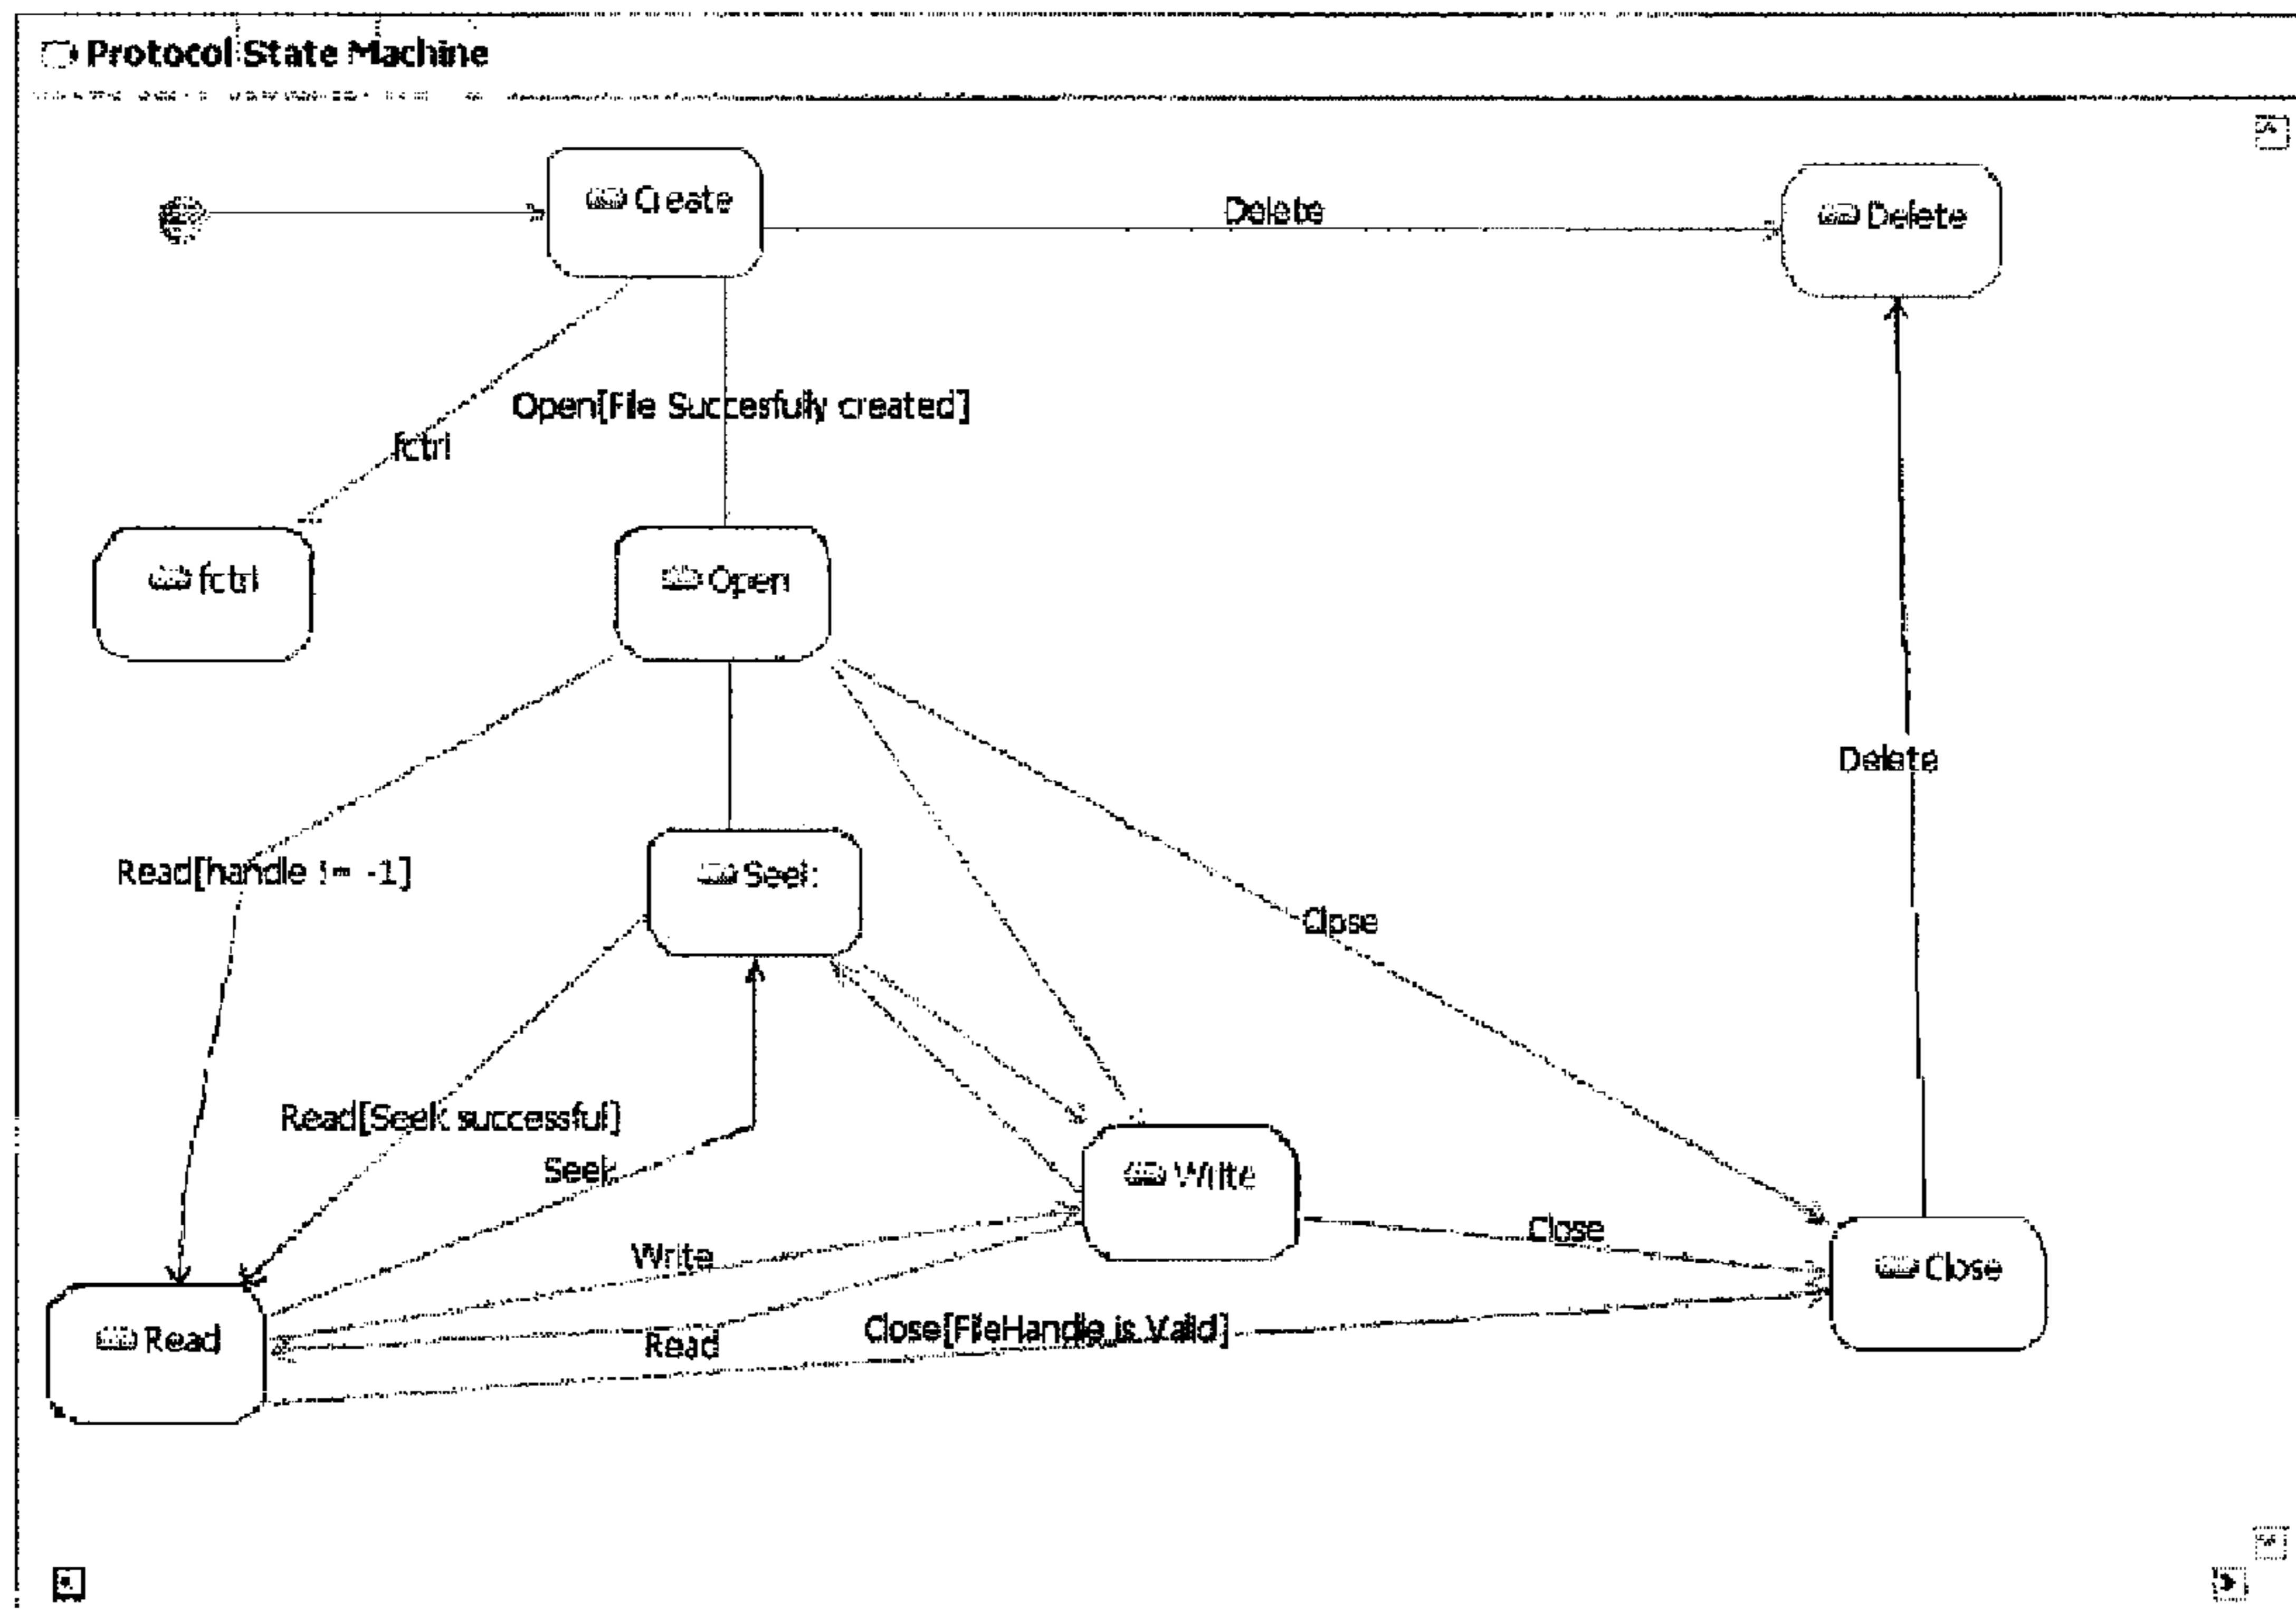 Protocol State Machine
Create
Delete
Delete
Open[File Succesfully created]
fctrl
fctrl
Open
Delete
Read[handle != -1]
Seek
Close
Read[Seek successful]
Seek
Write
Write
Close
Close
Read
Read
Close[FileHandle is Valid]